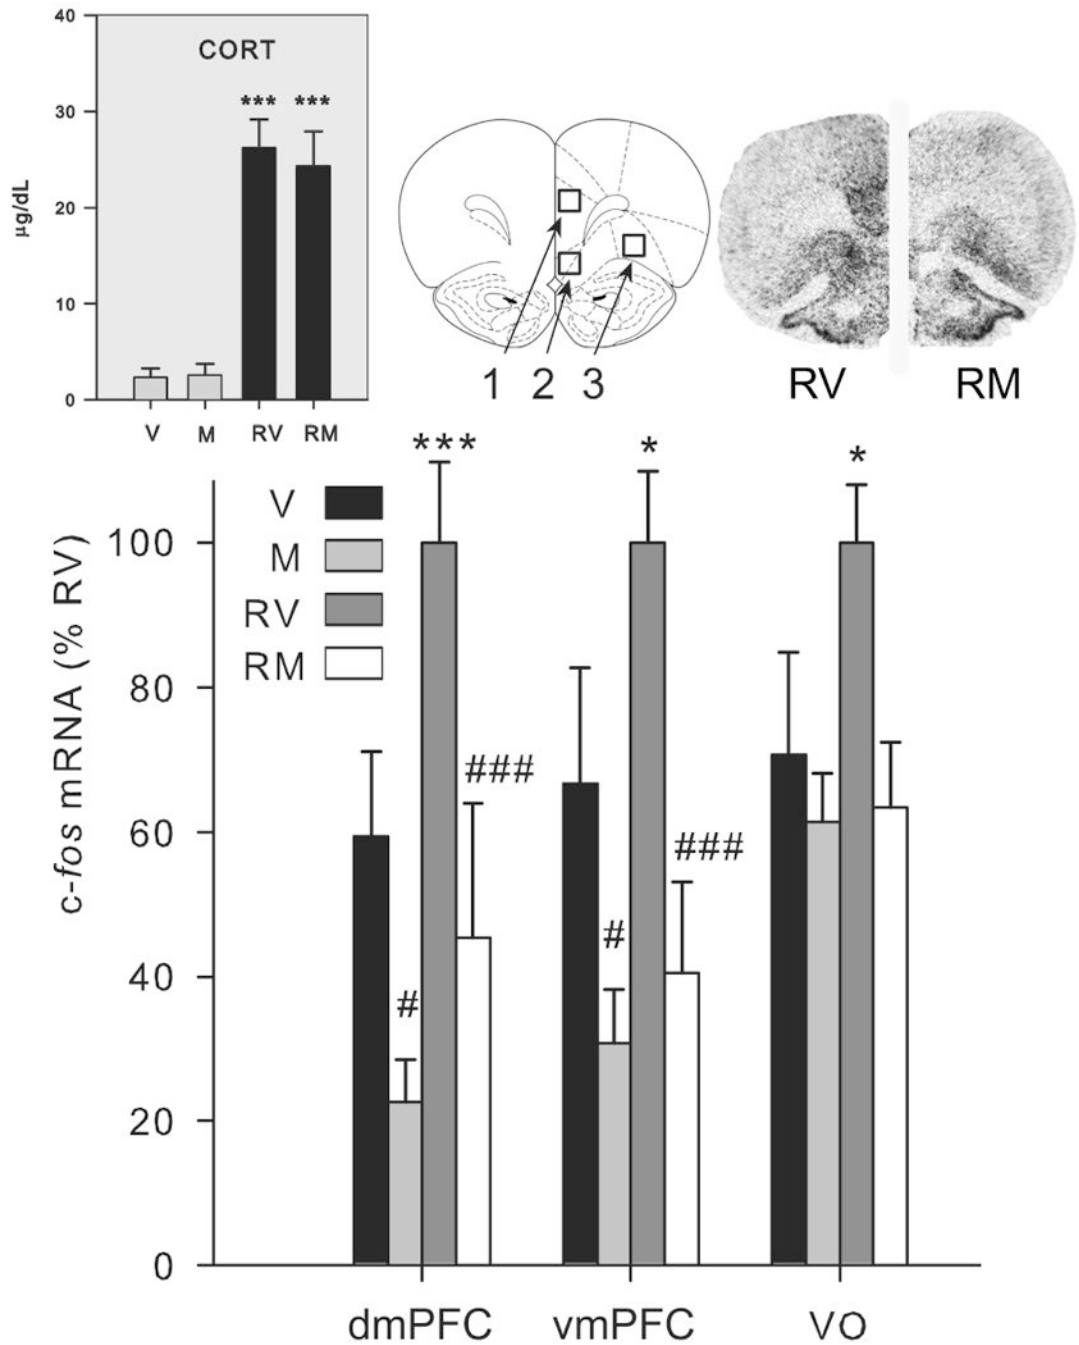 40
CORT
*** ***
30
20
10
0
µg/dL
V M RV RM
1 2 3
RV RM
*** * *
V
M
RV
RM
100
80
60
40
20
0
c-fos mRNA (% RV)
# ###
# ###
dmPFC vmPFC VO